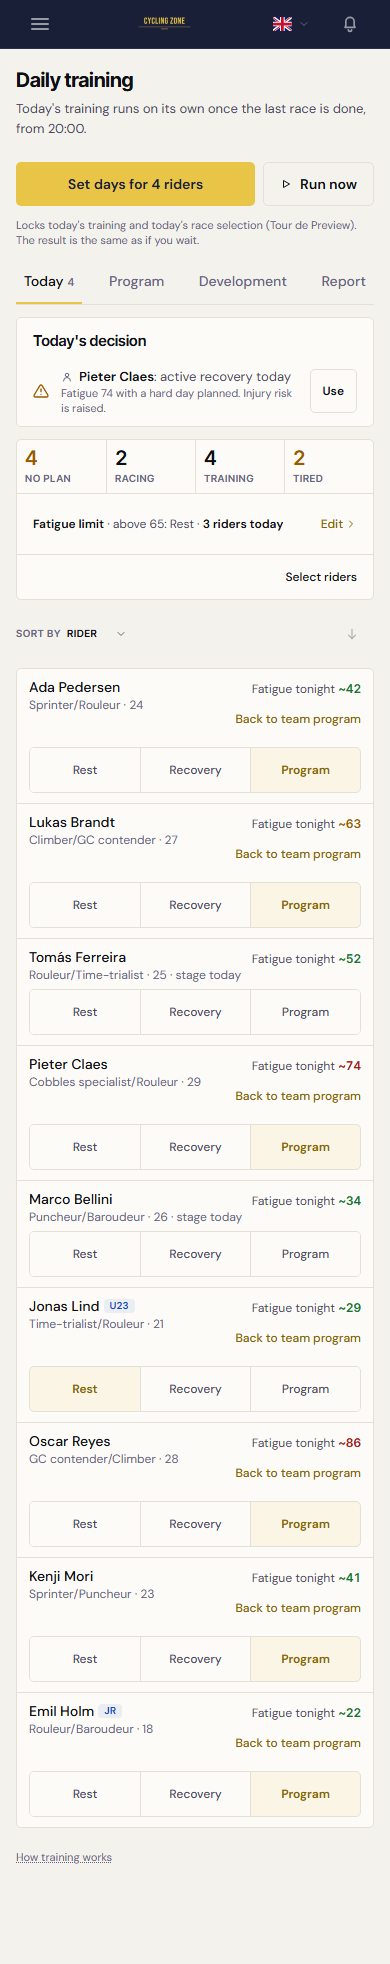 CYCLING ZONE
Daily training
Today's training runs on its own once the last race is done,
from 20:00.
Set days for 4 riders
Run now
Locks today's training and today's race selection (Tour de Preview).
The result is the same as if you wait.
Today 4
Program
Development
Report
Today's decision
Pieter Claes: active recovery today
Fatigue 74 with a hard day planned. Injury risk
is raised.
Use
4
NO PLAN
2
RACING
4
TRAINING
2
TIRED
Fatigue limit · above 65: Rest · 3 riders today
Edit
Select riders
SORT BY RIDER
Ada Pedersen
Fatigue tonight ~42
Sprinter/Rouleur · 24
Back to team program
Rest
Recovery
Program
Lukas Brandt
Fatigue tonight ~63
Climber/GC contender · 27
Back to team program
Rest
Recovery
Program
Tomás Ferreira
Fatigue tonight ~52
Rouleur/Time-trialist · 25 · stage today
Rest
Recovery
Program
Pieter Claes
Fatigue tonight ~74
Cobbles specialist/Rouleur · 29
Back to team program
Rest
Recovery
Program
Marco Bellini
Fatigue tonight ~34
Puncheur/Baroudeur · 26 · stage today
Rest
Recovery
Program
Jonas Lind U23
Fatigue tonight ~29
Time-trialist/Rouleur · 21
Back to team program
Rest
Recovery
Program
Oscar Reyes
Fatigue tonight ~86
GC contender/Climber · 28
Back to team program
Rest
Recovery
Program
Kenji Mori
Fatigue tonight ~41
Sprinter/Puncheur · 23
Back to team program
Rest
Recovery
Program
Emil Holm JR
Fatigue tonight ~22
Rouleur/Baroudeur · 18
Back to team program
Rest
Recovery
Program
How training works